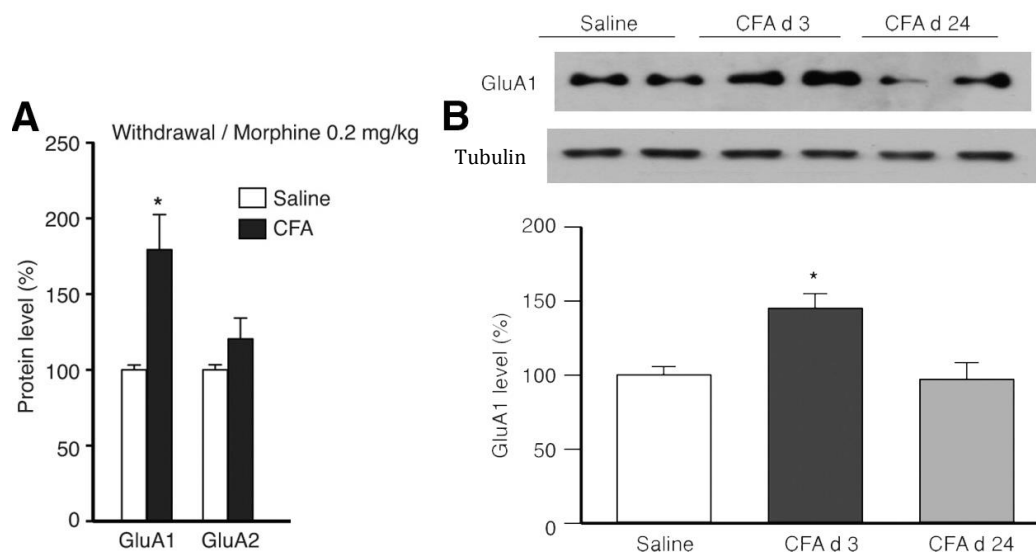 A
Withdrawal / Morphine 0.2 mg/kg
Protein level (%)
250
200
150
100
50
0
Saline
CFA
*
GluA1 GluA2
B
Saline CFA d 3 CFA d 24
GluA1
Tubulin
GluA1 level (%)
200
150
100
50
0
*
Saline CFA d 3 CFA d 24